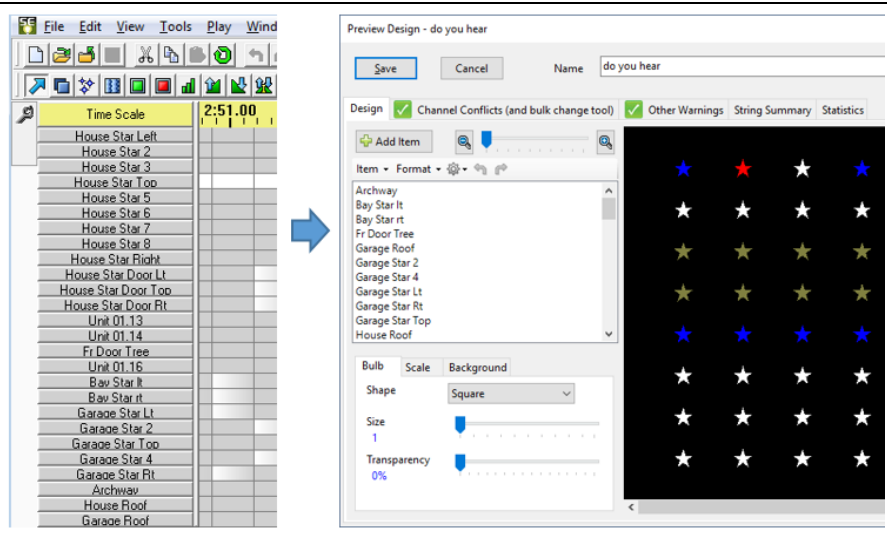 File Edit View Tools Play Wind
Time Scale
2:51.00
House Star Left
House Star 2
House Star 3
House Star Top
House Star 5
House Star 6
House Star 7
House Star 8
House Star Right
House Star Door Lt
House Star Door Top
House Star Door Rt
Unit 01.13
Unit 01.14
Fr Door Tree
Unit 01.16
Bay Star lt
Bay Star rt
Garage Star Lt
Garage Star 2
Garage Star Top
Garage Star 4
Garage Star Rt
Archway
House Roof
Garage Roof
Preview Design - do you hear
Save Cancel Name do you hear
Design Channel Conflicts (and bulk change tool) Other Warnings String Summary Statistics
Add Item
Item Format
Archway
Bay Star lt
Bay Star rt
Fr Door Tree
Garage Roof
Garage Star 2
Garage Star 4
Garage Star Lt
Garage Star Rt
Garage Star Top
House Roof
Bulb Scale Background
Shape Square
Size
1
Transparency
0%